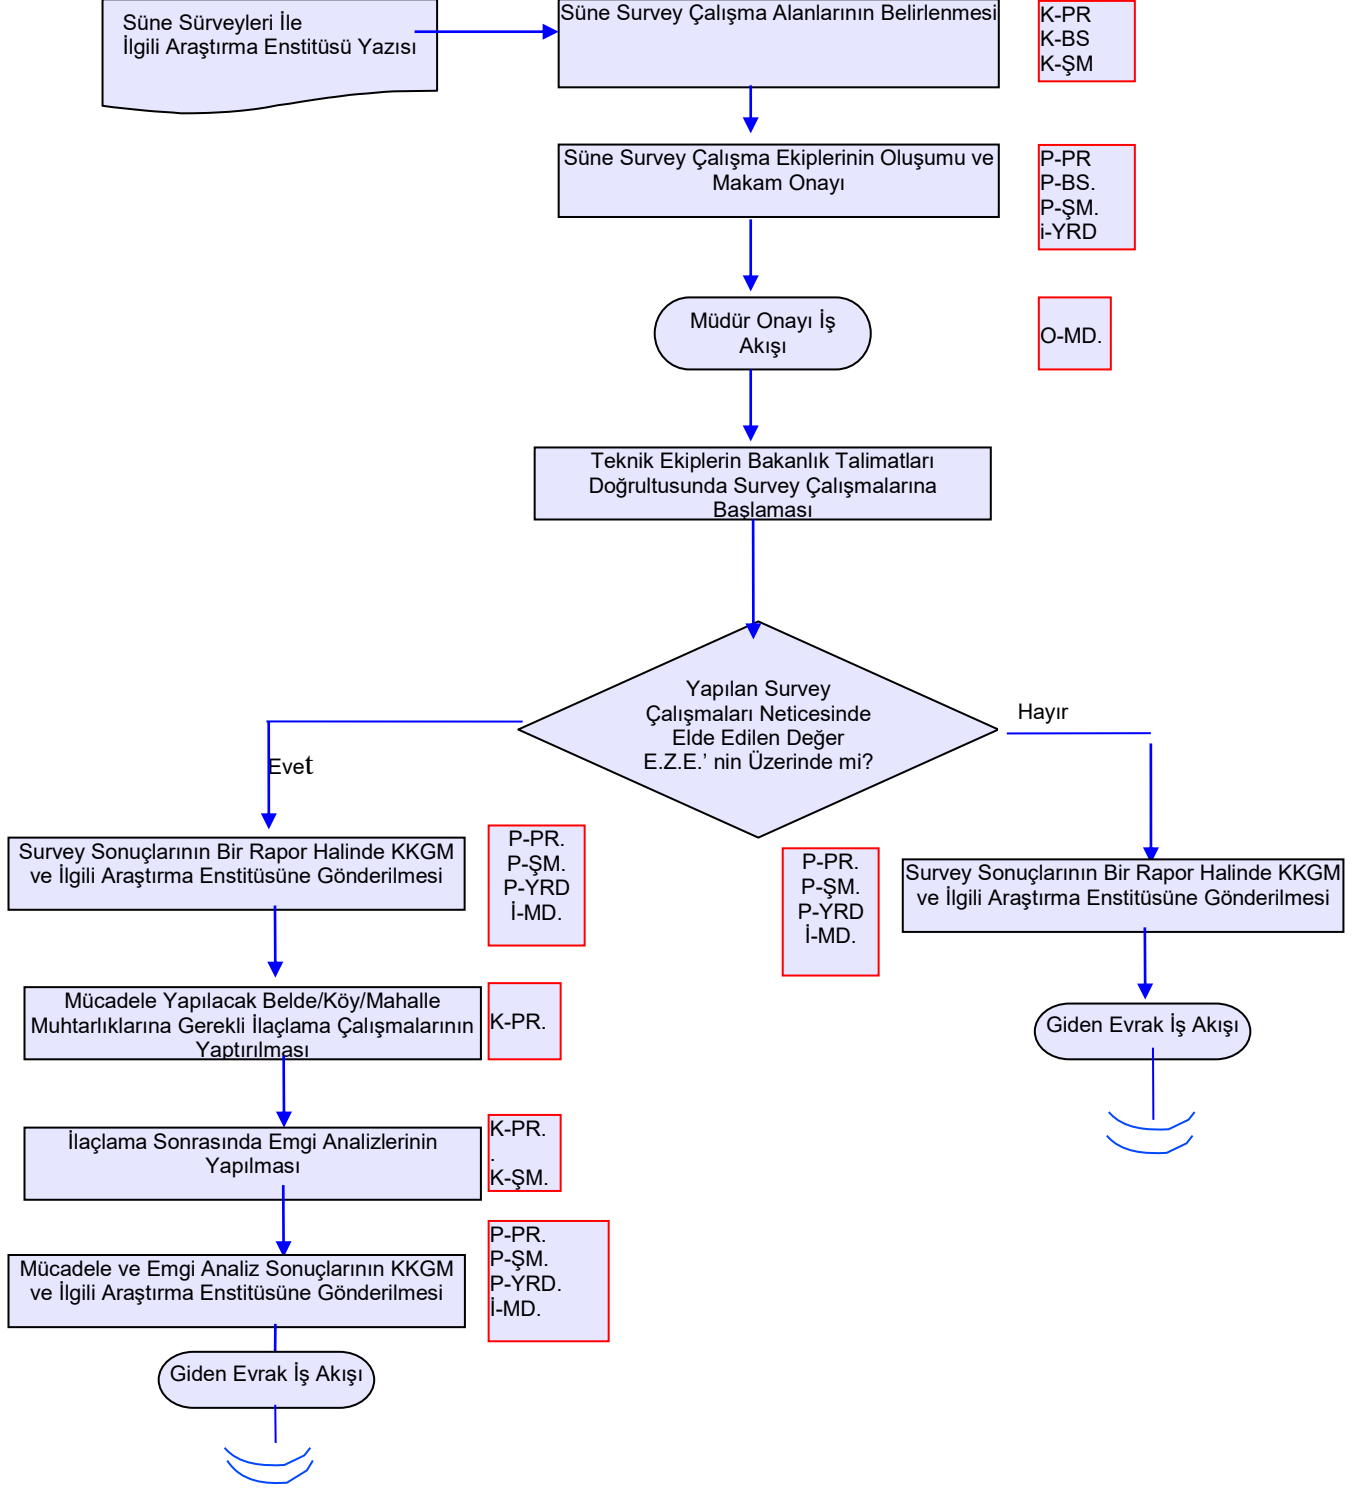 Süne Sürveyleri İle
İlgili Araştırma Enstitüsü Yazısı
Süne Survey Çalışma Alanlarının Belirlenmesi
K-PR
K-BS
K-ŞM
Süne Survey Çalışma Ekiplerinin Oluşumu ve
Makam Onayı
P-PR
P-BS.
P-ŞM.
i-YRD
Müdür Onayı İş
Akışı
O-MD.
Teknik Ekiplerin Bakanlık Talimatları
Doğrultusunda Survey Çalışmalarına
Başlaması
Yapılan Survey
Çalışmaları Neticesinde
Elde Edilen Değer
E.Z.E.' nin Üzerinde mi?
Hayır
Evet
Survey Sonuçlarının Bir Rapor Halinde KKGM
ve İlgili Araştırma Enstitüsüne Gönderilmesi
P-PR.
P-ŞM.
P-YRD
İ-MD.
P-PR.
P-ŞM.
P-YRD
İ-MD.
Survey Sonuçlarının Bir Rapor Halinde KKGM
ve İlgili Araştırma Enstitüsüne Gönderilmesi
Mücadele Yapılacak Belde/Köy/Mahalle
Muhtarlıklarına Gerekli İlaçlama Çalışmalarının
Yaptırılması
K-PR.
Giden Evrak İş Akışı
İlaçlama Sonrasında Emgi Analizlerinin
Yapılması
K-PR.
.
K-ŞM.
Mücadele ve Emgi Analiz Sonuçlarının KKGM
ve İlgili Araştırma Enstitüsüne Gönderilmesi
P-PR.
P-ŞM.
P-YRD.
İ-MD.
Giden Evrak İş Akışı